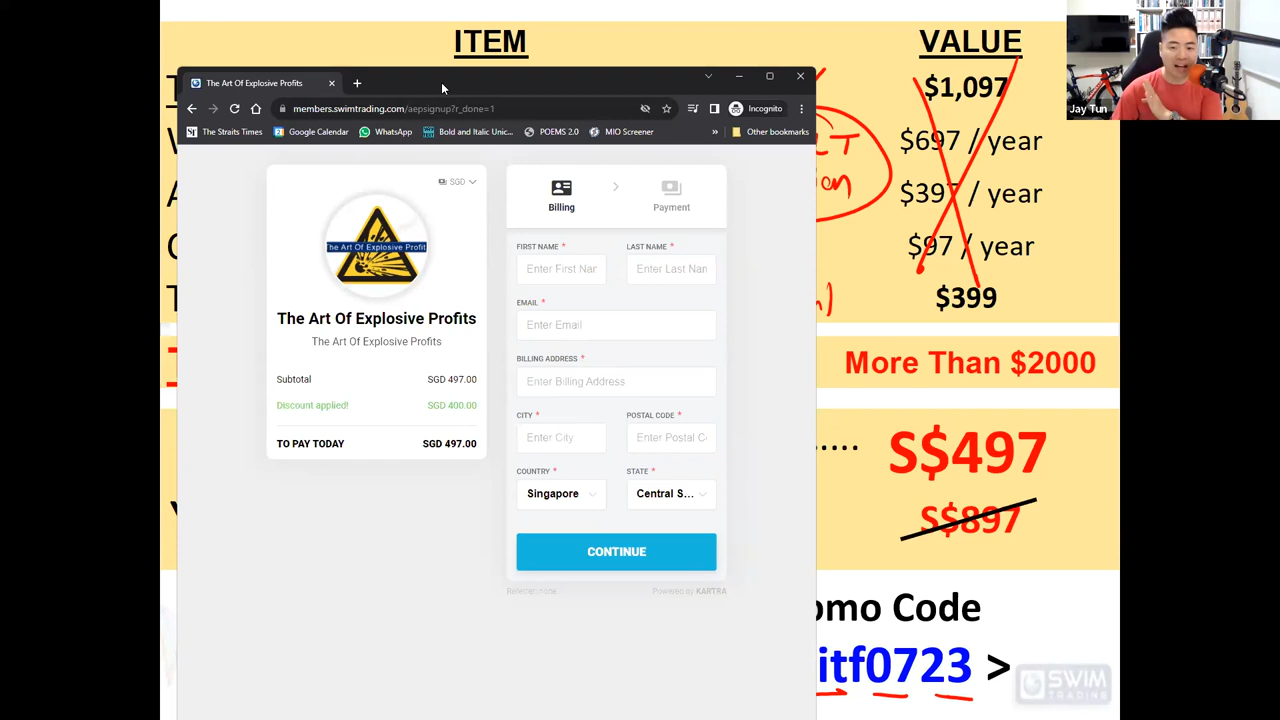 ITEM
VALUE
$1,097
$697 / year
$397 / year
$97 / year
$399
More Than $2000
S$497
S$897
omo Code
itf0723 >
Jay Tun
SWIM
TRADING
The Art Of Explosive Profits
members.swimtrading.com/aepsignup?r_done=1
Incognito
The Straits Times
Google Calendar
WhatsApp
Bold and Italic Unic...
POEMS 2.0
MIO Screener
»
Other bookmarks
SGD
The Art Of Explosive Profit
The Art Of Explosive Profits
The Art Of Explosive Profits
Subtotal SGD 497.00
Discount applied! SGD 400.00
TO PAY TODAY SGD 497.00
Billing
Payment
FIRST NAME *
LAST NAME *
Enter First Nar
Enter Last Nar
EMAIL *
Enter Email
BILLING ADDRESS *
Enter Billing Address
CITY *
POSTAL CODE *
Enter City
Enter Postal Cc
COUNTRY *
STATE *
Singapore
Central S...
CONTINUE
Powered by KARTRA